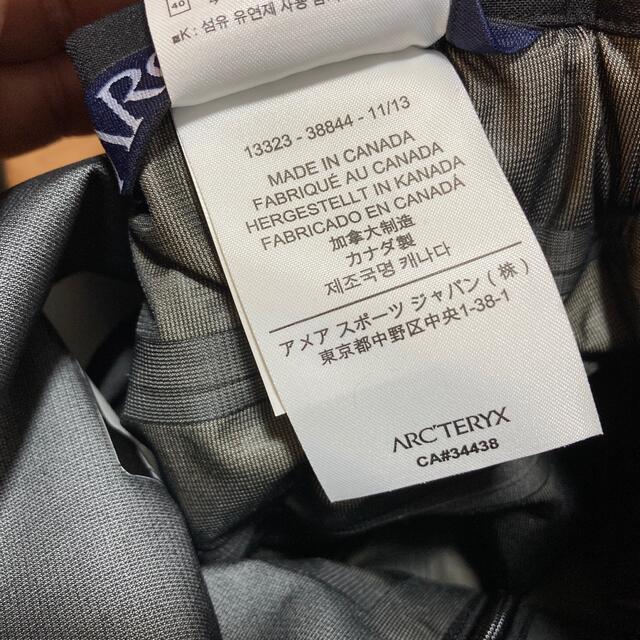 40
■K : 섬유 유연제 사용
13323 - 38844 - 11/13
MADE IN CANADA
FABRIQUÉ AU CANADA
HERGESTELLT IN KANADA
FABRICADO EN CANADÁ
加拿大制造
カナダ製
제조국명 캐나다
アメア スポーツ ジャパン ( 株 )
東京都中野区中央1-38-1
ARC'TERYX
CA#34438